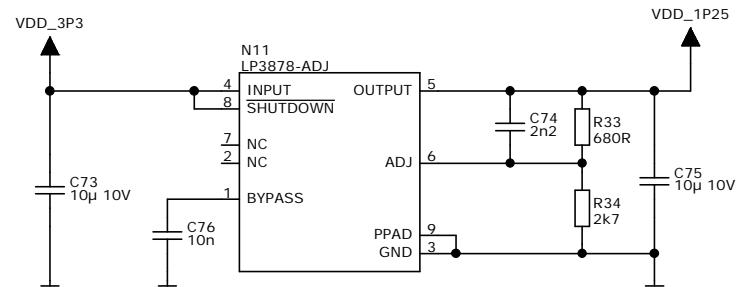 VDD_3P3
VDD_1P25
N11
LP3878-ADJ
4 INPUT OUTPUT 5
8 SHUTDOWN
C74
2n2
R33
680R
7 NC
2 NC
ADJ 6
C73
10µ 10V
C75
10µ 10V
1 BYPASS
R34
2k7
C76
10n
PPAD 9
GND 3